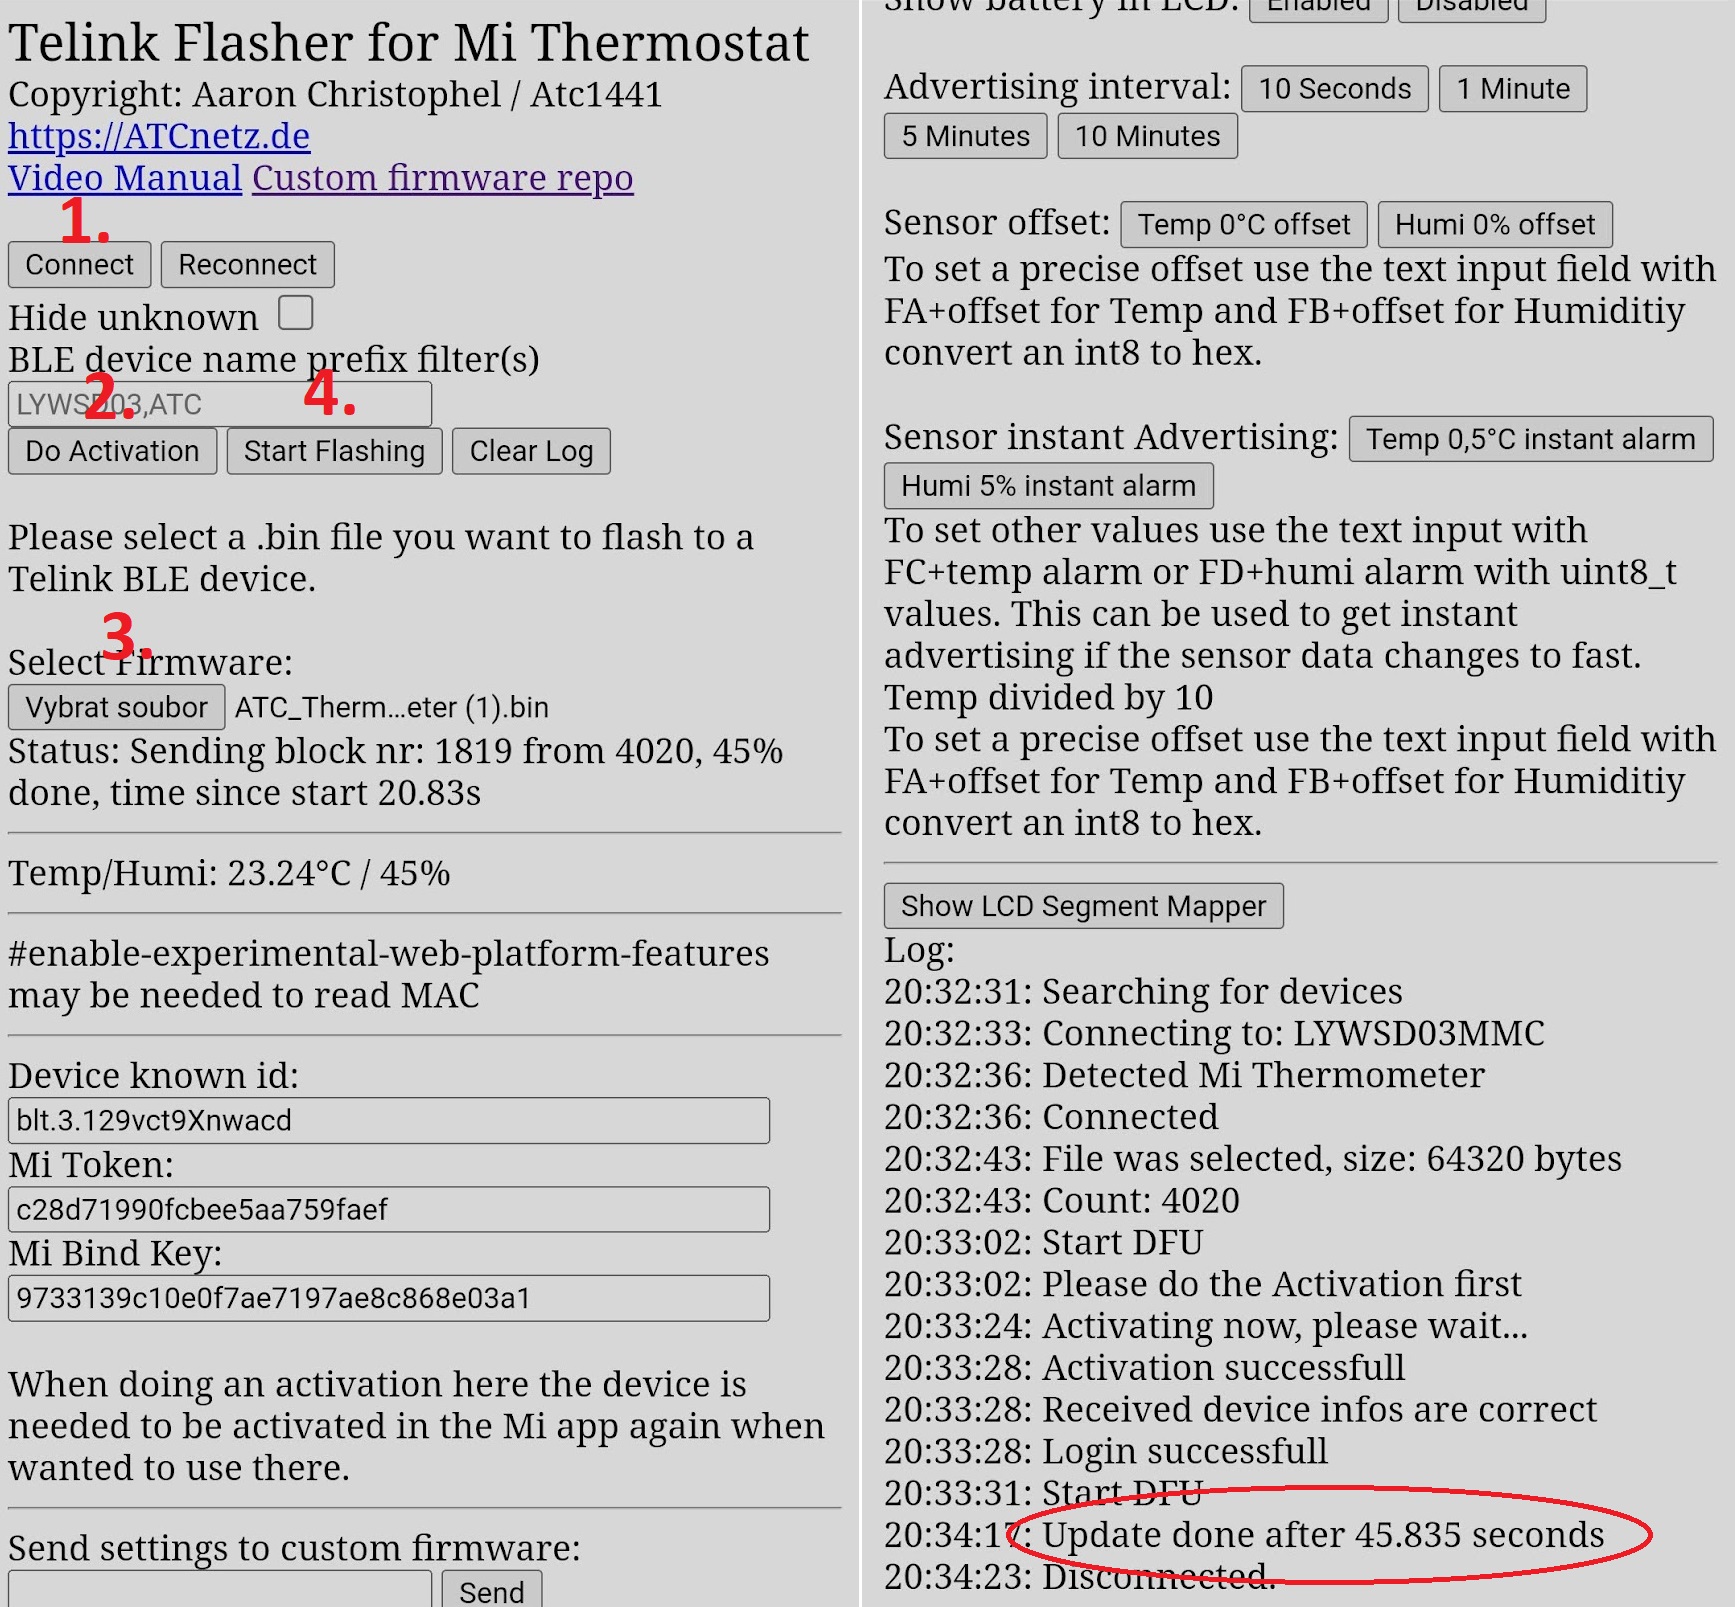 Telink Flasher for Mi Thermostat
Copyright: Aaron Christophel / Atc1441
https://ATCnetz.de
Video Manual Custom firmware repo
1.
Connect Reconnect
Hide unknown
BLE device name prefix filter(s)
2. 4.
LYWSD03,ATC
Do Activation Start Flashing Clear Log
Please select a .bin file you want to flash to a
Telink BLE device.
3.
Select Firmware:
Vybrat soubor ATC_Therm...eter (1).bin
Status: Sending block nr: 1819 from 4020, 45%
done, time since start 20.83s
Temp/Humi: 23.24°C / 45%
#enable-experimental-web-platform-features
may be needed to read MAC
Device known id:
blt.3.129vct9Xnwacd
Mi Token:
c28d71990fcbee5aa759faef
Mi Bind Key:
9733139c10e0f7ae7197ae8c868e03a1
When doing an activation here the device is
needed to be activated in the Mi app again when
wanted to use there.
Send settings to custom firmware:
Send
Show battery in LCD: Enabled Disabled
Advertising interval: 10 Seconds 1 Minute
5 Minutes 10 Minutes
Sensor offset: Temp 0°C offset Humi 0% offset
To set a precise offset use the text input field with
FA+offset for Temp and FB+offset for Humiditiy
convert an int8 to hex.
Sensor instant Advertising: Temp 0,5°C instant alarm
Humi 5% instant alarm
To set other values use the text input with
FC+temp alarm or FD+humi alarm with uint8_t
values. This can be used to get instant
advertising if the sensor data changes to fast.
Temp divided by 10
To set a precise offset use the text input field with
FA+offset for Temp and FB+offset for Humiditiy
convert an int8 to hex.
Show LCD Segment Mapper
Log:
20:32:31: Searching for devices
20:32:33: Connecting to: LYWSD03MMC
20:32:36: Detected Mi Thermometer
20:32:36: Connected
20:32:43: File was selected, size: 64320 bytes
20:32:43: Count: 4020
20:33:02: Start DFU
20:33:02: Please do the Activation first
20:33:24: Activating now, please wait...
20:33:28: Activation successfull
20:33:28: Received device infos are correct
20:33:28: Login successfull
20:33:31: Start DFU
20:34:17: Update done after 45.835 seconds
20:34:23: Disconnected.